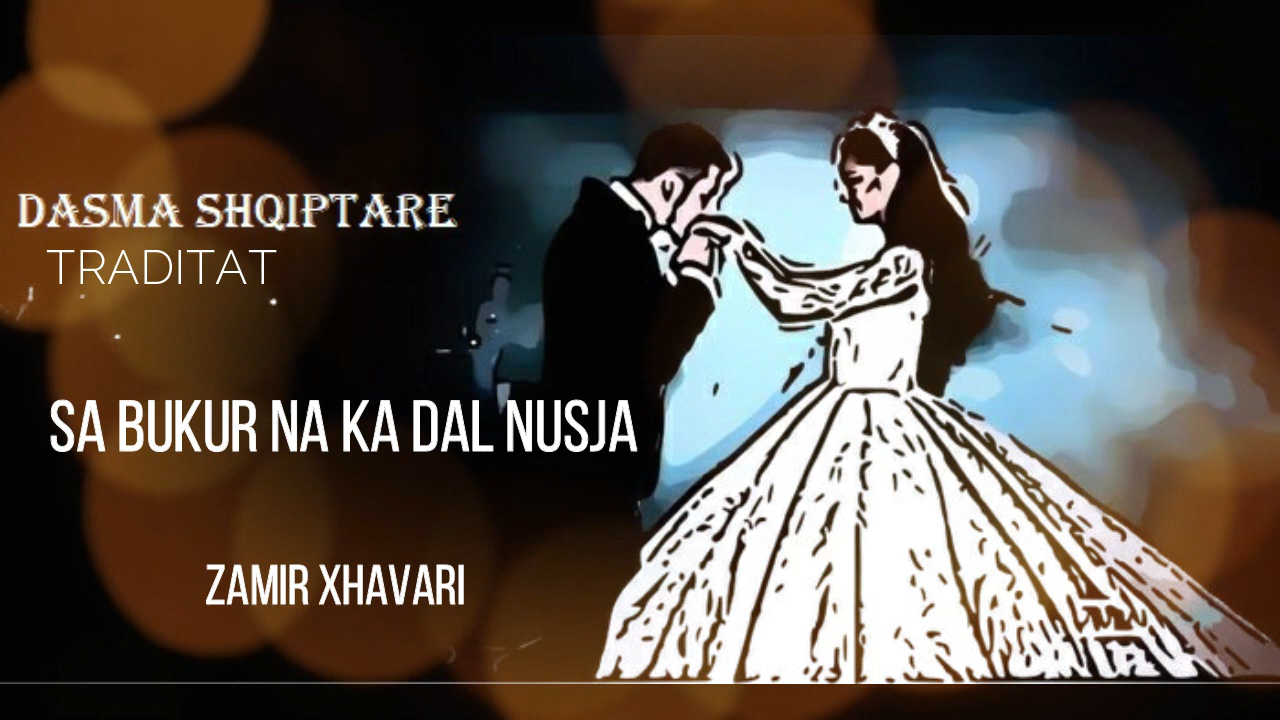 DASMA SHQIPTARE
TRADITAT
SA BUKUR NA KA DAL NUSJA
ZAMIR XHAVARI